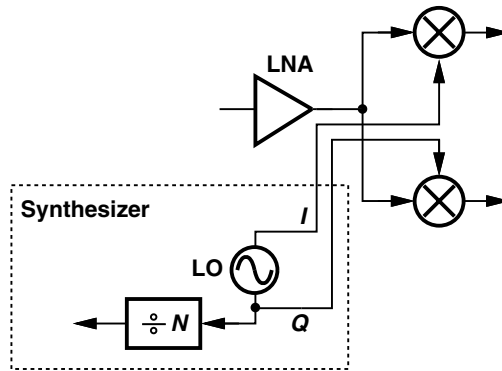 LNA
Synthesizer
I
LO
÷ N
Q